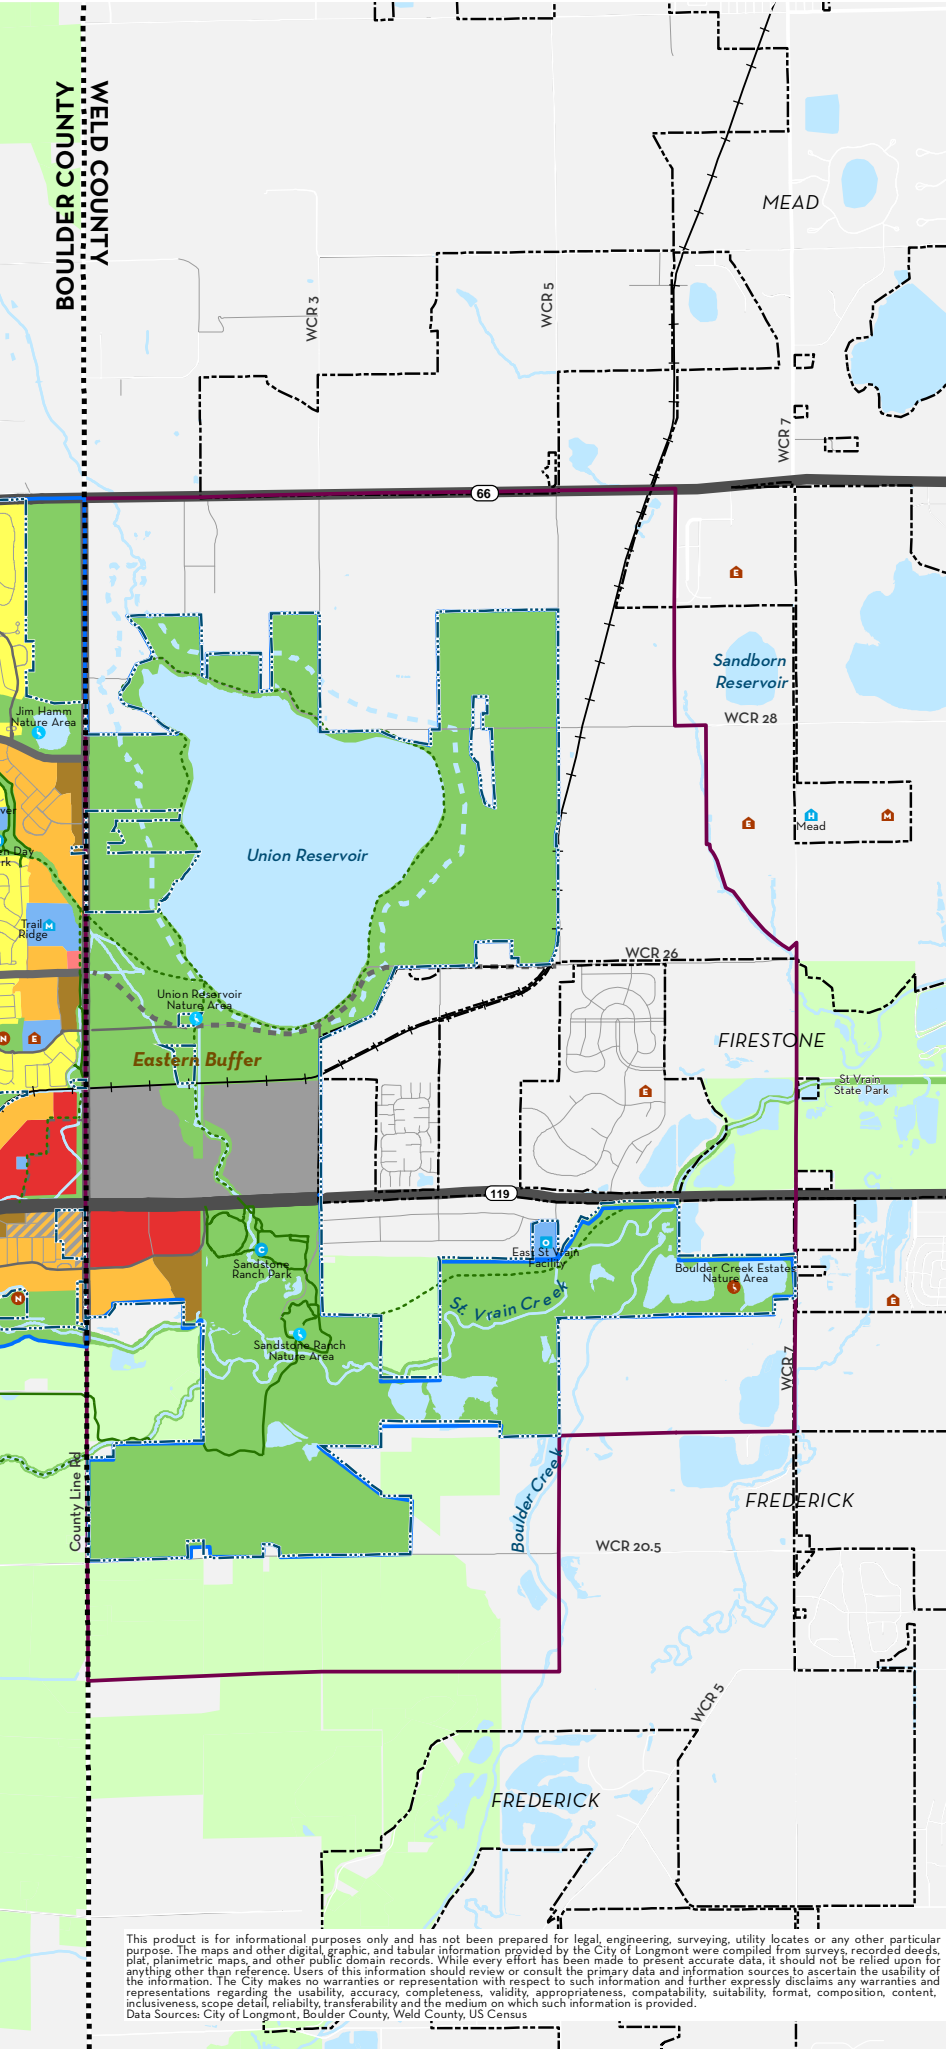 BOULDER COUNTY
WELD COUNTY
MEAD
WCR 3
WCR 5
WCR 7
66
E
Sandborn
Reservoir
WCR 28
Jim Hamm
Nature Area
ver
en Day
rk
E
H
Mead
M
Union Reservoir
Trail
Ridge
M
WCR 26
Union Reservoir
Nature Area
N
E
Eastern Buffer
FIRESTONE
E
St Vrain
State Park
119
C
Sandstone
Ranch Park
O
East St Vrain
Facility
Boulder Creek Estates
Nature Area
N
St. Vrain Creek
E
Sandstone Ranch
Nature Area
WCR 7
County Line Rd
Boulder Creek
FREDERICK
WCR 20.5
WCR 5
FREDERICK
This product is for informational purposes only and has not been prepared for legal, engineering, surveying, utility locates or any other particular
purpose. The maps and other digital, graphic, and tabular information provided by the City of Longmont were compiled from surveys, recorded deeds,
plat, planimetric maps, and other public domain records. While every effort has been made to present accurate data, it should not be relied upon for
anything other than reference. Users of this information should review or consult the primary data and information sources to ascertain the usability of
the information. The City makes no warranties or representation with respect to such information and further expressly disclaims any warranties and
representations regarding the usability, accuracy, completeness, validity, appropriateness, compatability, suitability, format, composition, content,
inclusiveness, scope detail, reliabilty, transferability and the medium on which such information is provided.
Data Sources: City of Longmont, Boulder County, Weld County, US Census